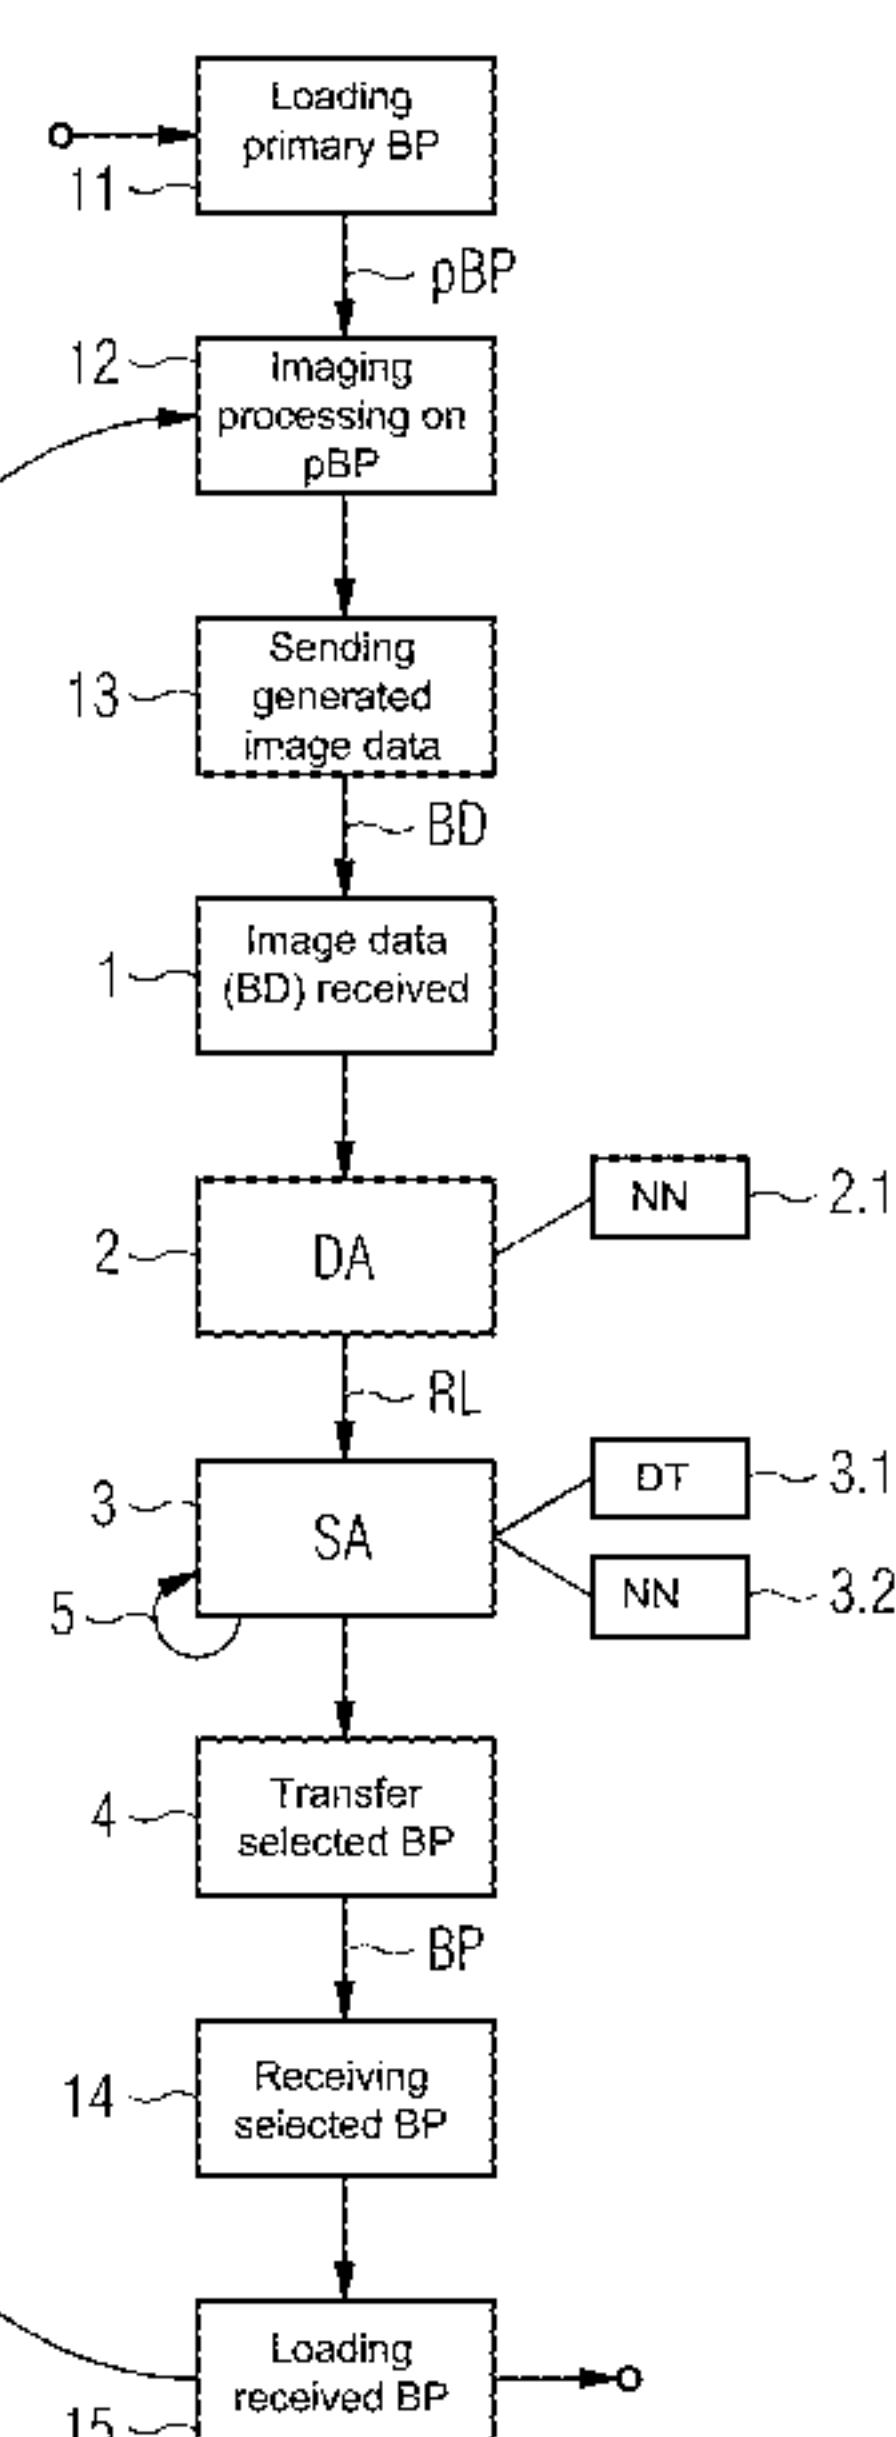 Loading
primary BP
11
pBP
12
Imaging
processing on
pBP
13
Sending
generated
image data
BD
1
Image data
(BD) received
2
DA
NN
2.1
RL
3
SA
DT
3.1
NN
3.2
5
4
Transfer
selected BP
BP
14
Receiving
selected BP
Loading
received BP
15